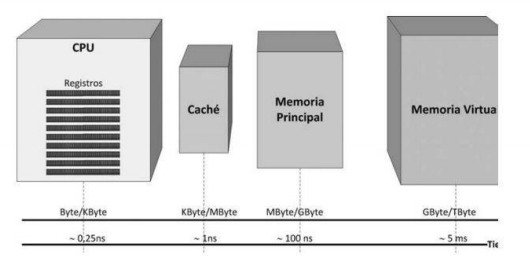 CPU
Registros
Caché
Memoria
Principal
Memoria Virtua
Byte/KByte
KByte/MByte
MByte/GByte
GByte/TByte
~ 0,25ns
~ 1ns
~ 100 ns
~ 5 ms
Tie